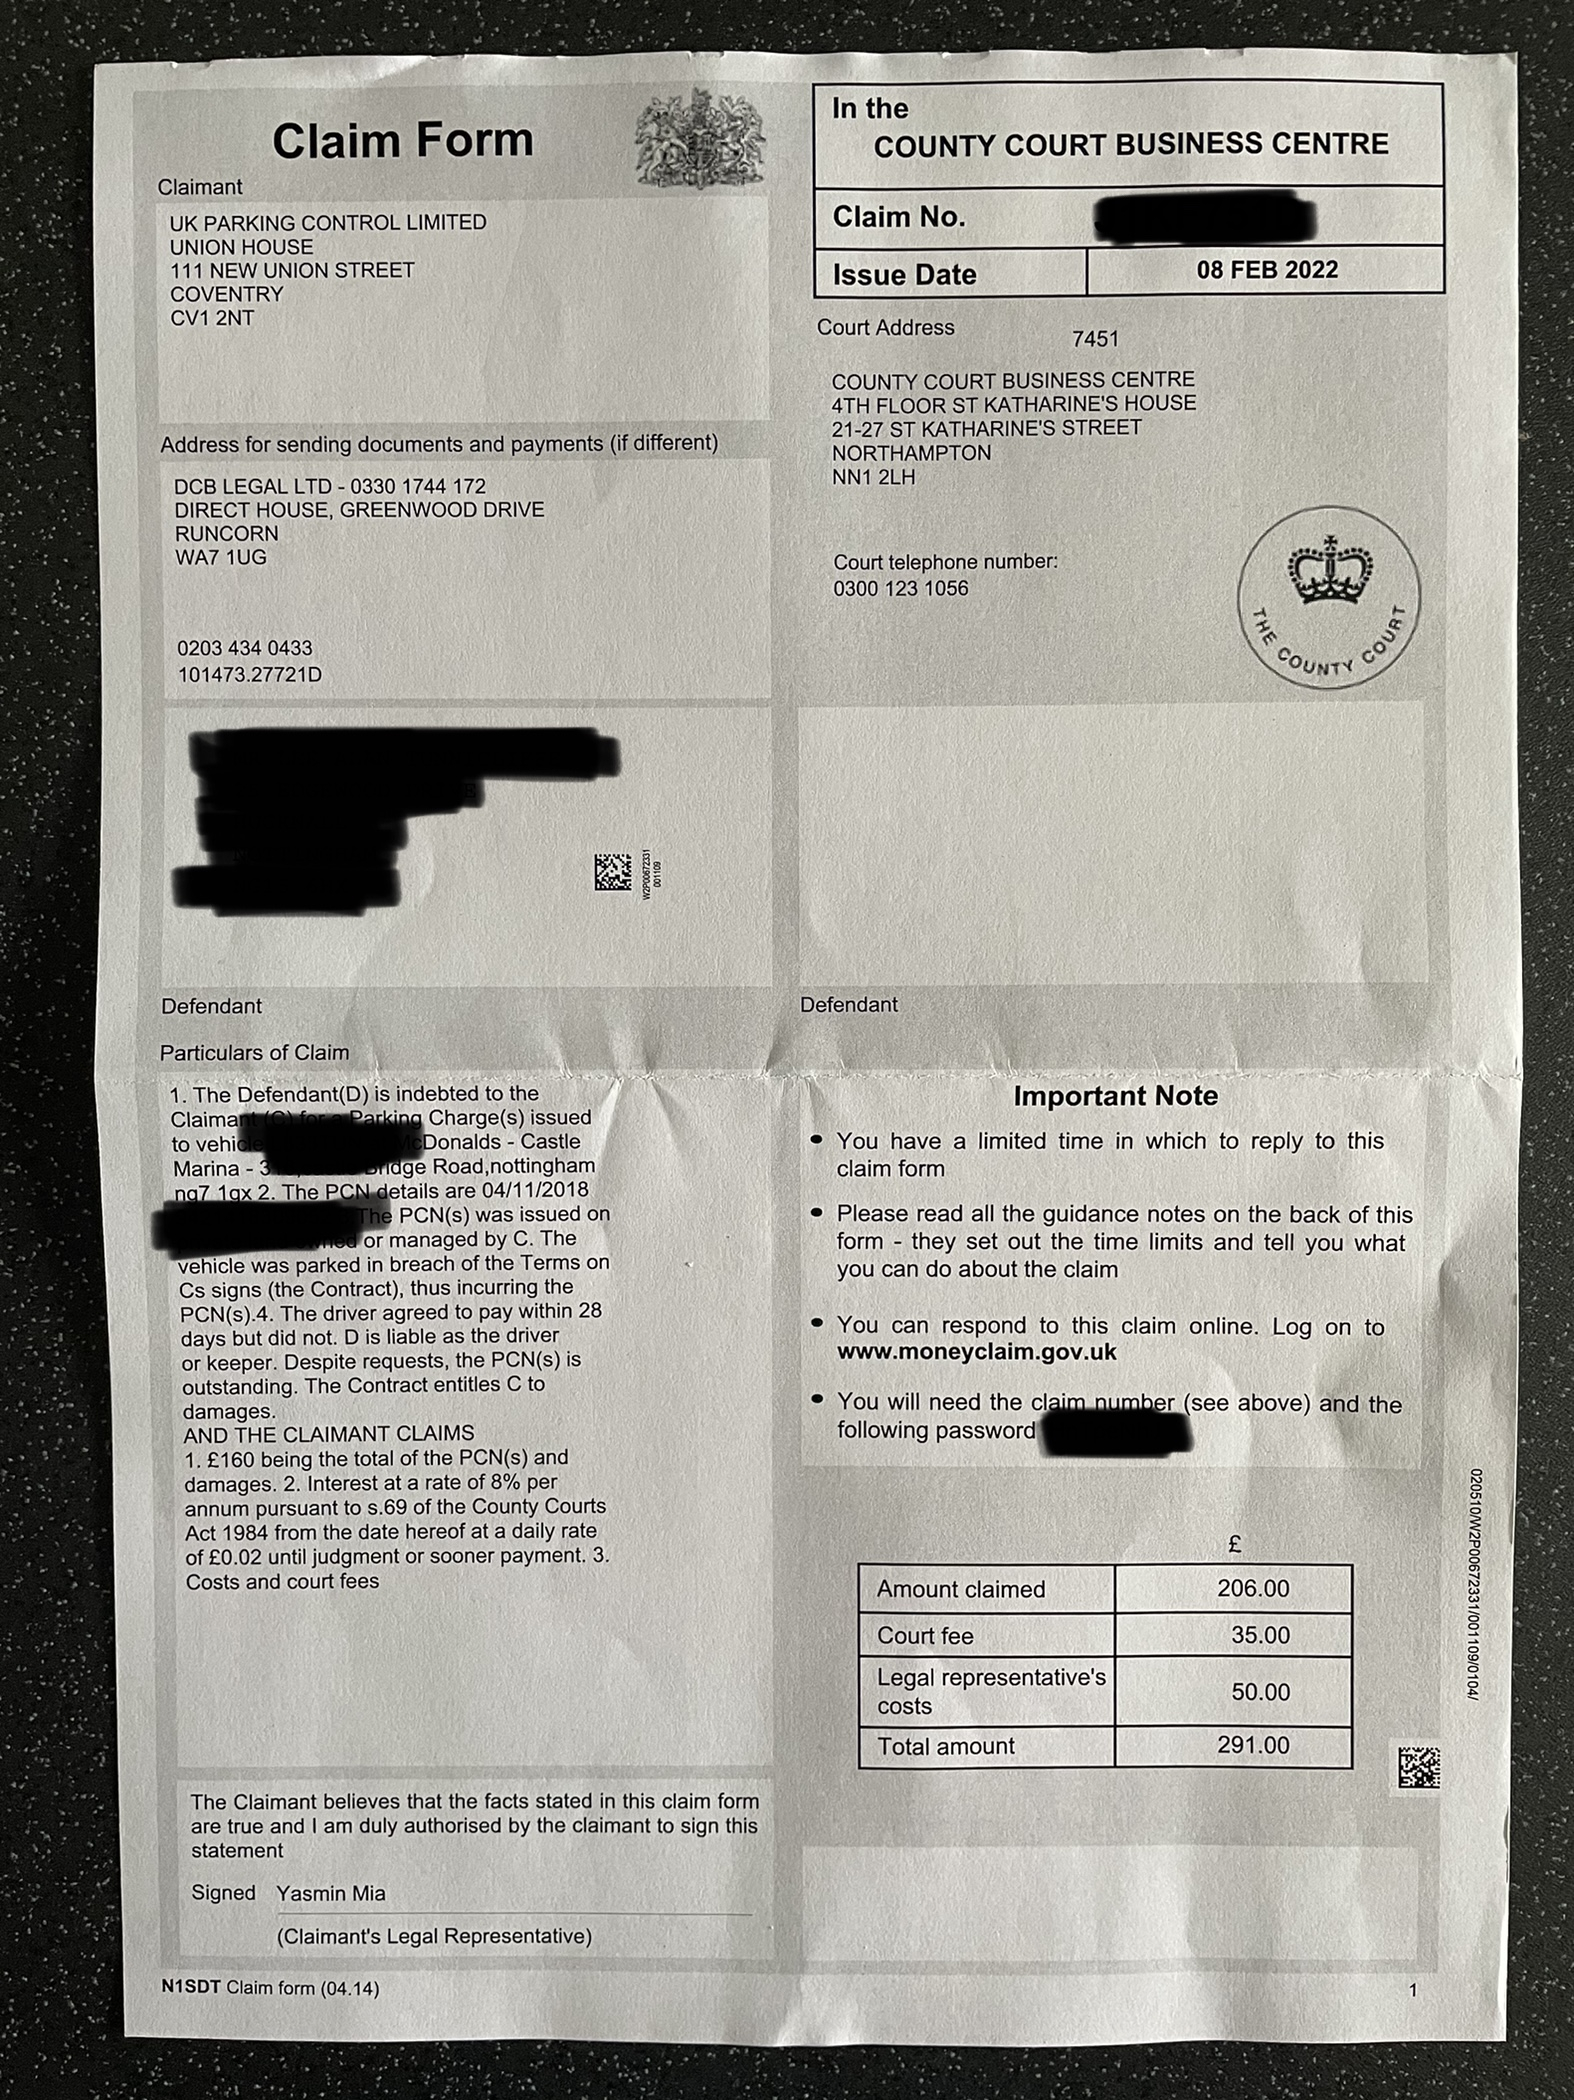 Claim Form
In the
COUNTY COURT BUSINESS CENTRE
Claim No.
Issue Date
08 FEB 2022
Claimant
UK PARKING CONTROL LIMITED
UNION HOUSE
111 NEW UNION STREET
COVENTRY
CV1 2NT
Court Address
7451
COUNTY COURT BUSINESS CENTRE
4TH FLOOR ST KATHARINE'S HOUSE
21-27 ST KATHARINE'S STREET
NORTHAMPTON
NN1 2LH
Court telephone number:
0300 123 1056
THE COUNTY COURT
Address for sending documents and payments (if different)
DCB LEGAL LTD - 0330 1744 172
DIRECT HOUSE, GREENWOOD DRIVE
RUNCORN
WA7 1UG
0203 434 0433
101473.27721D
W2P00672331
001109
Defendant
Defendant
Particulars of Claim
1. The Defendant(D) is indebted to the
Claimant (C) for a Parking Charge(s) issued
to vehicle McDonalds - Castle
Marina - Bridge Road,nottingham
ng7 1gx 2. The PCN details are 04/11/2018
The PCN(s) was issued on
or managed by C. The
vehicle was parked in breach of the Terms on
Cs signs (the Contract), thus incurring the
PCN(s).4. The driver agreed to pay within 28
days but did not. D is liable as the driver
or keeper. Despite requests, the PCN(s) is
outstanding. The Contract entitles C to
damages.
AND THE CLAIMANT CLAIMS
1. £160 being the total of the PCN(s) and
damages. 2. Interest at a rate of 8% per
annum pursuant to s.69 of the County Courts
Act 1984 from the date hereof at a daily rate
of £0.02 until judgment or sooner payment. 3.
Costs and court fees
The Claimant believes that the facts stated in this claim form
are true and I am duly authorised by the claimant to sign this
statement
Signed Yasmin Mia
(Claimant's Legal Representative)
Important Note
• You have a limited time in which to reply to this
claim form
• Please read all the guidance notes on the back of this
form - they set out the time limits and tell you what
you can do about the claim
• You can respond to this claim online. Log on to
www.moneyclaim.gov.uk
• You will need the claim number (see above) and the
following password
£
Amount claimed 206.00
Court fee 35.00
Legal representative's
costs 50.00
Total amount 291.00
020510/W2P00672331/001109/0104/
N1SDT Claim form (04.14)
1